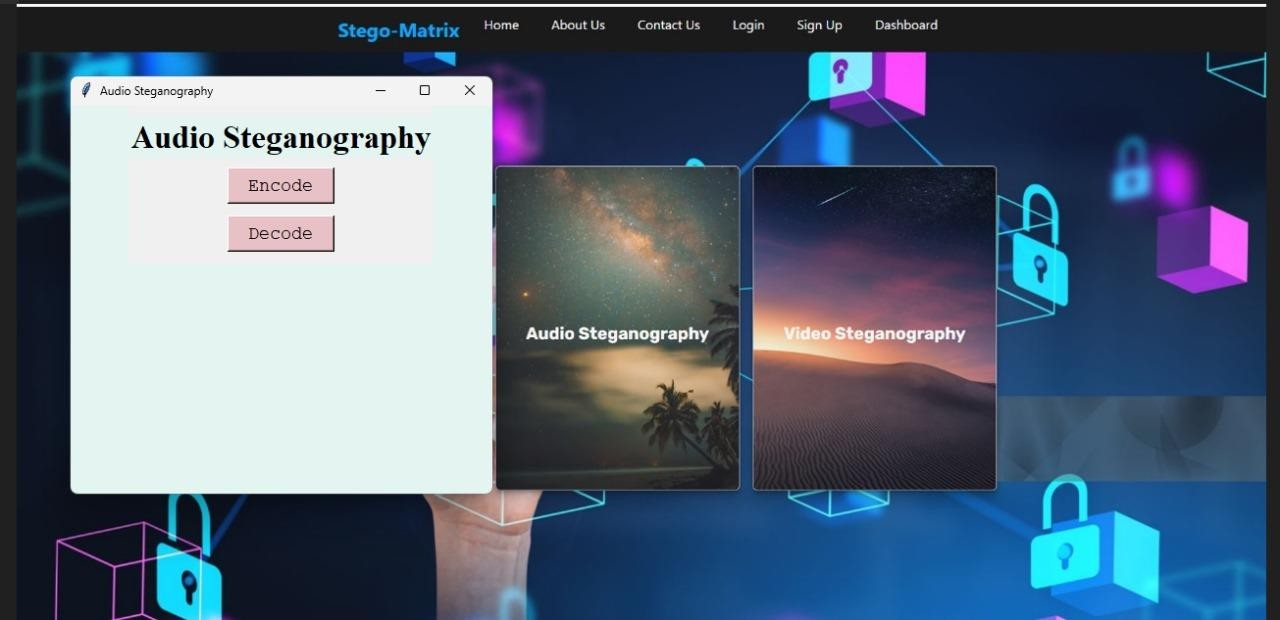 Stego-Matrix Home About Us Contact Us Login Sign Up Dashboard
Audio Steganography
Audio Steganography
Encode
Decode
Audio Steganography
Video Steganography